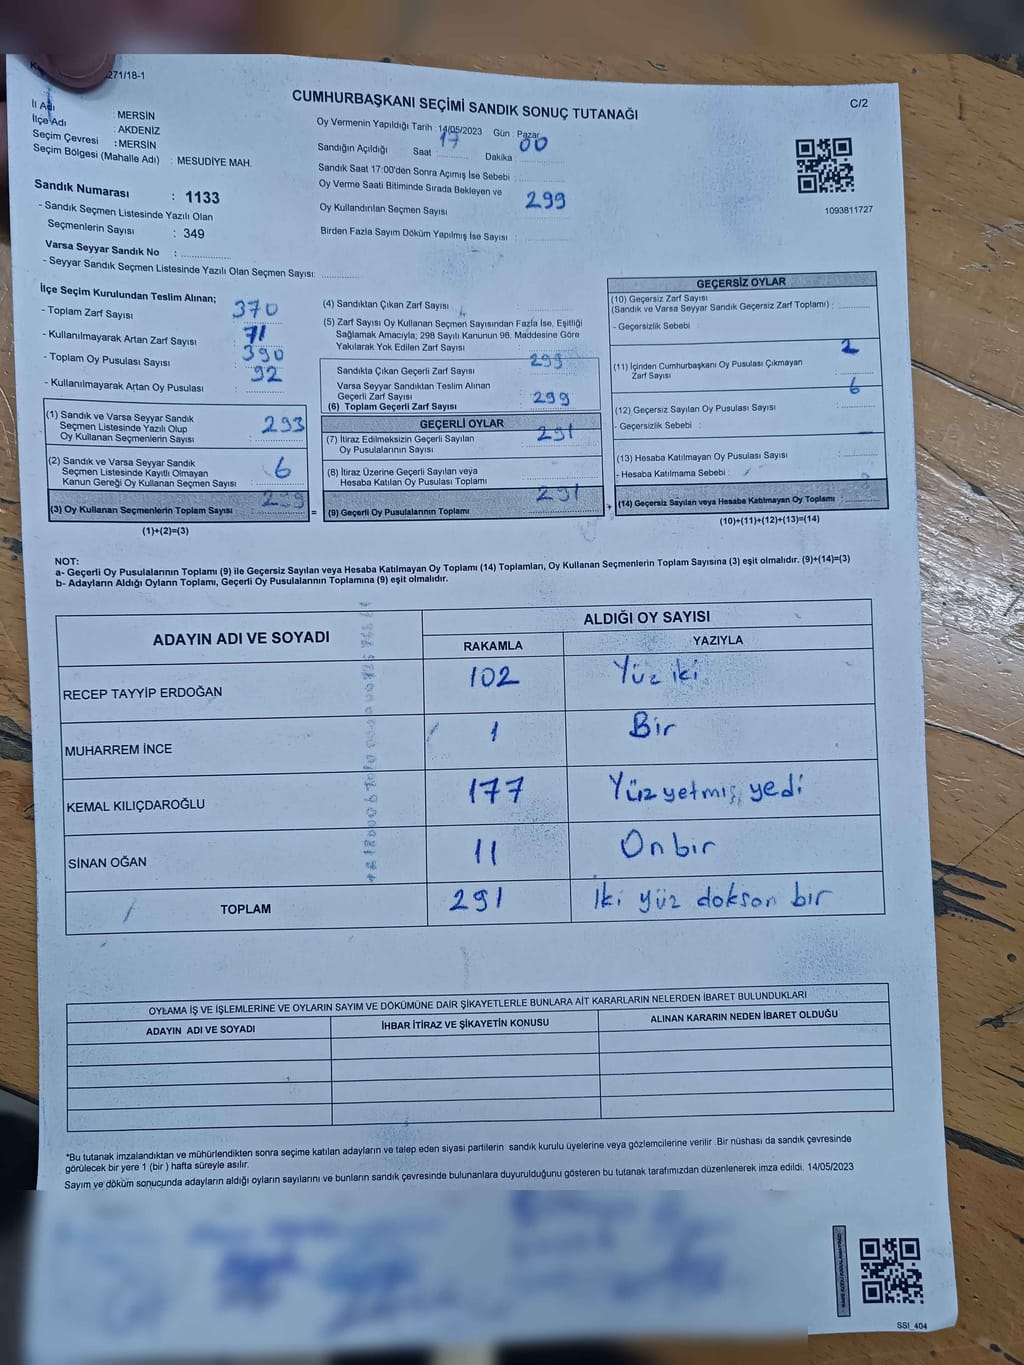 271/18-1
CUMHURBAŞKANI SEÇİMİ SANDIK SONUÇ TUTANAĞI
C/2
İl Adı : MERSİN
İlçe Adı : AKDENİZ
Seçim Çevresi : MERSİN
Seçim Bölgesi (Mahalle Adı) : MESUDİYE MAH.
Sandık Numarası : 1133
- Sandık Seçmen Listesinde Yazılı Olan
Seçmenlerin Sayısı : 349
Varsa Seyyar Sandık No :
- Seyyar Sandık Seçmen Listesinde Yazılı Olan Seçmen Sayısı:
Oy Vermenin Yapıldığı Tarih : 14/05/2023 Gün : Pazar
Sandığın Açıldığı Saat 17 Dakika 00
Sandık Saat 17:00'den Sonra Açımış İse Sebebi :
Oy Verme Saati Bitiminde Sırada Bekleyen ve
Oy Kullandırılan Seçmen Sayısı 299
Birden Fazla Sayım Döküm Yapılmış İse Sayısı :
1093811727
İlçe Seçim Kurulundan Teslim Alınan;
- Toplam Zarf Sayısı : 370
- Kullanılmayarak Artan Zarf Sayısı : 71
- Toplam Oy Pusulası Sayısı : 390
- Kullanılmayarak Artan Oy Pusulası : 92
(1) Sandık ve Varsa Seyyar Sandık
Seçmen Listesinde Yazılı Olup
Oy Kullanan Seçmenlerin Sayısı : 293
(2) Sandık ve Varsa Seyyar Sandık
Seçmen Listesinde Kayıtlı Olmayan
Kanun Gereği Oy Kullanan Seçmen Sayısı : 6
(3) Oy Kullanan Seçmenlerin Toplam Sayısı : 299
(1)+(2)=(3)
(4) Sandıktan Çıkan Zarf Sayısı :
(5) Zarf Sayısı Oy Kullanan Seçmen Sayısından Fazla İse, Eşitliği
Sağlamak Amacıyla; 298 Sayılı Kanunun 98. Maddesine Göre
Yakılarak Yok Edilen Zarf Sayısı
Sandıkta Çıkan Geçerli Zarf Sayısı : 299
Varsa Seyyar Sandıktan Teslim Alınan
Geçerli Zarf Sayısı
(6) Toplam Geçerli Zarf Sayısı : 299
GEÇERLİ OYLAR
(7) İtiraz Edilmeksizin Geçerli Sayılan
Oy Pusulalarının Sayısı : 291
(8) İtiraz Üzerine Geçerli Sayılan veya
Hesaba Katılan Oy Pusulası Toplamı :
= (9) Geçerli Oy Pusulalarının Toplamı : 291
GEÇERSİZ OYLAR
(10) Geçersiz Zarf Sayısı
(Sandık ve Varsa Seyyar Sandık Geçersiz Zarf Toplamı) :
- Geçersizlik Sebebi
(11) İçinden Cumhurbaşkanı Oy Pusulası Çıkmayan
Zarf Sayısı : 2
(12) Geçersiz Sayılan Oy Pusulası Sayısı : 6
- Geçersizlik Sebebi :
(13) Hesaba Katılmayan Oy Pusulası Sayısı
- Hesaba Katılmama Sebebi :
+ (14) Geçersiz Sayılan veya Hesaba Katılmayan Oy Toplamı :
(10)+(11)+(12)+(13)=(14)
NOT:
a- Geçerli Oy Pusulalarının Toplamı (9) ile Geçersiz Sayılan veya Hesaba Katılmayan Oy Toplamı (14) Toplamları, Oy Kullanan Seçmenlerin Toplam Sayısına (3) eşit olmalıdır. (9)+(14)=(3)
b- Adayların Aldığı Oyların Toplamı, Geçerli Oy Pusulalarının Toplamına (9) eşit olmalıdır.
ADAYIN ADI VE SOYADI ALDIĞI OY SAYISI
RAKAMLA YAZIYLA
RECEP TAYYİP ERDOĞAN 102 Yüz iki
MUHARREM İNCE 1 Bir
KEMAL KILIÇDAROĞLU 177 Yüz yetmiş yedi
SİNAN OĞAN 11 On bir
TOPLAM 291 İki yüz doksan bir
OYLAMA İŞ VE İŞLEMLERİNE VE OYLARIN SAYIM VE DÖKÜMÜNE DAİR ŞİKAYETLERLE BUNLARA AİT KARARLARIN NELERDEN İBARET BULUNDUKLARI
ADAYIN ADI VE SOYADI İHBAR İTİRAZ VE ŞİKAYETİN KONUSU ALINAN KARARIN NEDEN İBARET OLDUĞU
*Bu tutanak imzalandıktan ve mühürlendikten sonra seçime katılan adayların ve talep eden siyasi partilerin sandık kurulu üyelerine veya gözlemcilerine verilir .Bir nüshası da sandık çevresinde
görülecek bir yere 1 (bir ) hafta süreyle asılır.
Sayım ve döküm sonucunda adayların aldığı oyların sayılarını ve bunların sandık çevresinde bulunanlara duyurulduğunu gösteren bu tutanak tarafımızdan düzenlenerek imza edildi. 14/05/2023
SSI_404